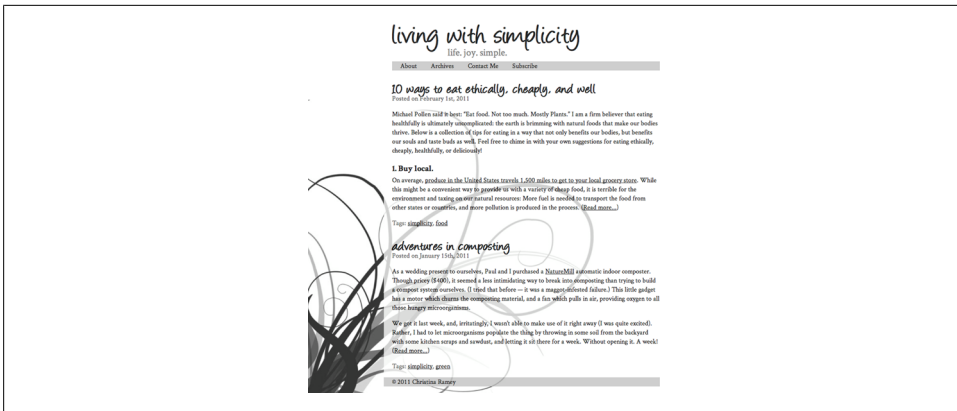 living with simplicity
life. joy. simple.
About Archives Contact Me Subscribe
10 ways to eat ethically, cheaply, and well
Posted on February 1st, 2011
Michael Pollen said it best: "Eat food. Not too much. Mostly Plants." I am a firm believer that eating
healthfully is ultimately uncomplicated: the earth is brimming with natural foods that make our bodies
thrive. Below is a collection of tips for eating in a way that not only benefits our bodies, but benefits
our souls and taste buds as well. Feel free to chime in with your own suggestions for eating ethically,
cheaply, healthfully, or deliciously!
1. Buy local.
On average, produce in the United States travels 1,500 miles to get to your local grocery store. While
this might be a convenient way to provide us with a variety of cheap food, it is terrible for the
environment and taxing on our natural resources: More fuel is needed to transport the food from
other states or countries, and more pollution is produced in the process. (Read more...)
Tags: simplicity, food
adventures in composting
Posted on January 15th, 2011
As a wedding present to ourselves, Paul and I purchased a NatureMill automatic indoor composter.
Though pricey ($400), it seemed a less intimidating way to break into composting than trying to build
a compost system ourselves. (I tried that before — it was a maggot-infested failure.) This little gadget
has a motor which churns the composting material, and a fan which pulls in air, providing oxygen to all
those hungry microorganisms.
We got it last week, and, irritatingly, I wasn't able to make use of it right away (I was quite excited).
Rather, I had to let microorganisms populate the thing by throwing in some soil from the backyard
with some kitchen scraps and sawdust, and letting it sit there for a week. Without opening it. A week!
(Read more...)
Tags: simplicity, green
© 2011 Christina Ramey